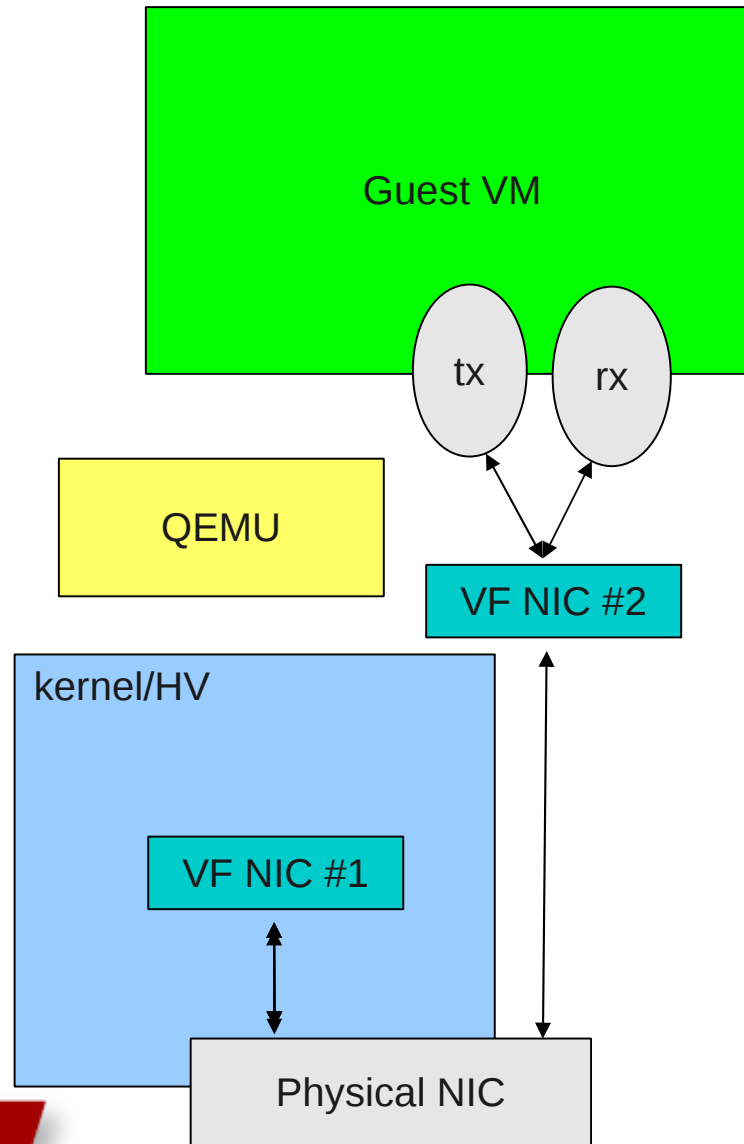 Guest VM
tx
rx
QEMU
VF NIC #2
kernel/HV
VF NIC #1
Physical NIC